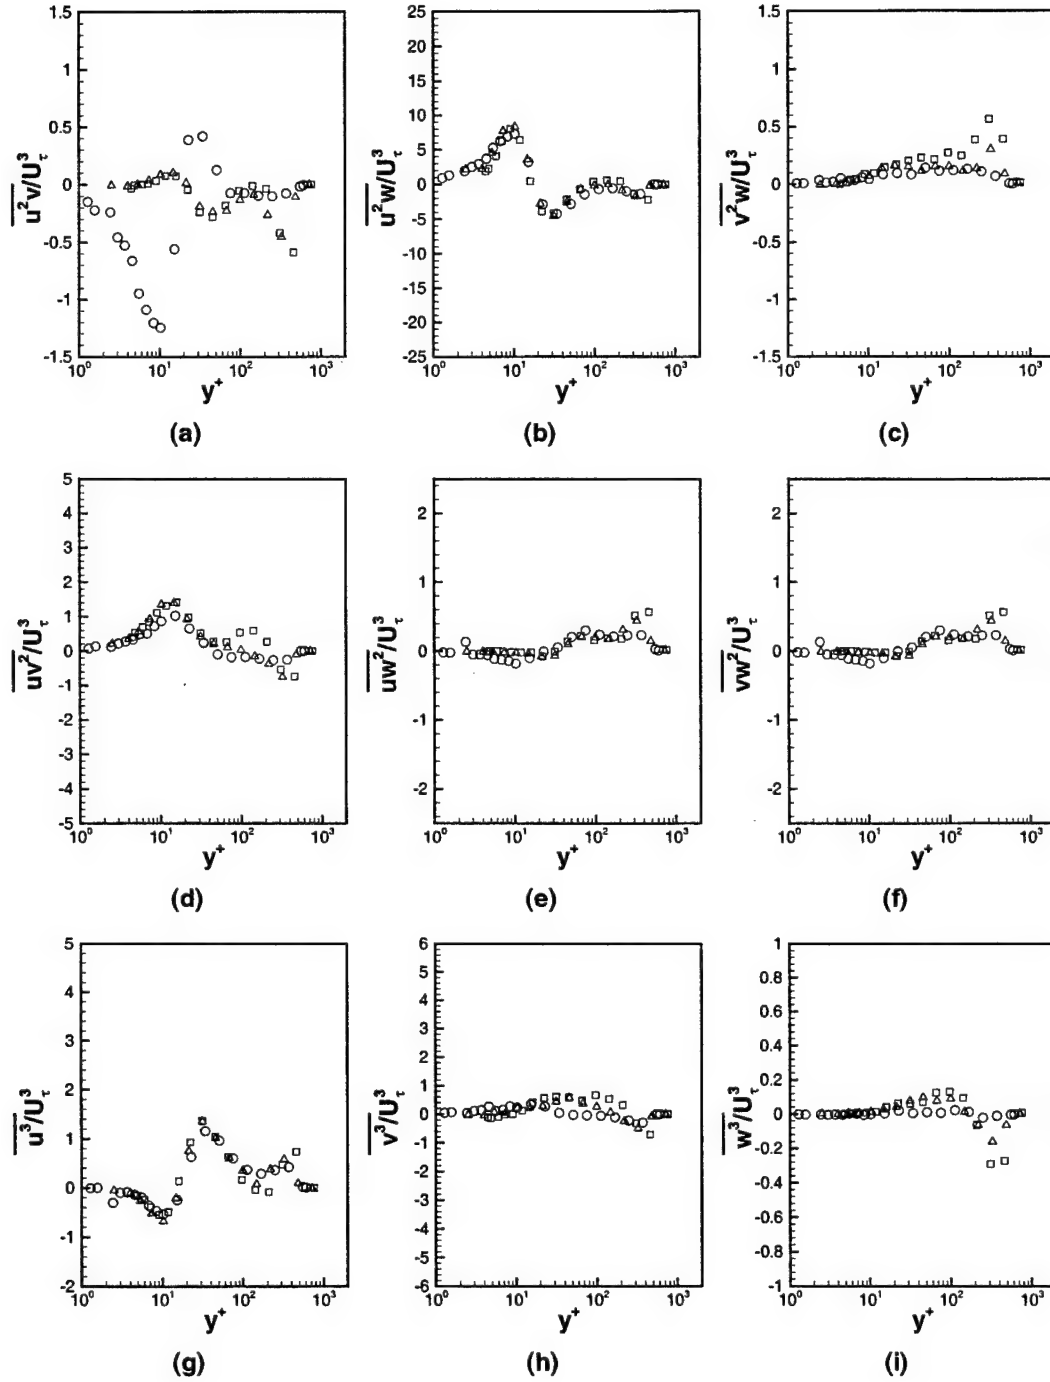 1.5 1 0.5 0 -0.5 -1 -1.5
u²w/U³τ
10⁰ 10¹ 10² 10³
y⁺
(a)
25 20 15 10 5 0 -5 -10 -15 -20 -25
u²w/U³τ
10⁰ 10¹ 10² 10³
y⁺
(b)
1.5 1 0.5 0 -0.5 -1 -1.5
v²w/U³τ
10⁰ 10¹ 10² 10³
y⁺
(c)
5 4 3 2 1 0 -1 -2 -3 -4 -5
uv²/U³τ
10⁰ 10¹ 10² 10³
y⁺
(d)
2 1 0 -1 -2
uw²/U³τ
10⁰ 10¹ 10² 10³
y⁺
(e)
2 1 0 -1 -2
vw²/U³τ
10⁰ 10¹ 10² 10³
y⁺
(f)
5 4 3 2 1 0 -1 -2
u³/U³τ
10⁰ 10¹ 10² 10³
y⁺
(g)
6 5 4 3 2 1 0 -1 -2 -3 -4 -5 -6
v³/U³τ
10⁰ 10¹ 10² 10³
y⁺
(h)
1 0.8 0.6 0.4 0.2 0 -0.2 -0.4 -0.6 -0.8 -1
w³/U³τ
10⁰ 10¹ 10² 10³
y⁺
(i)